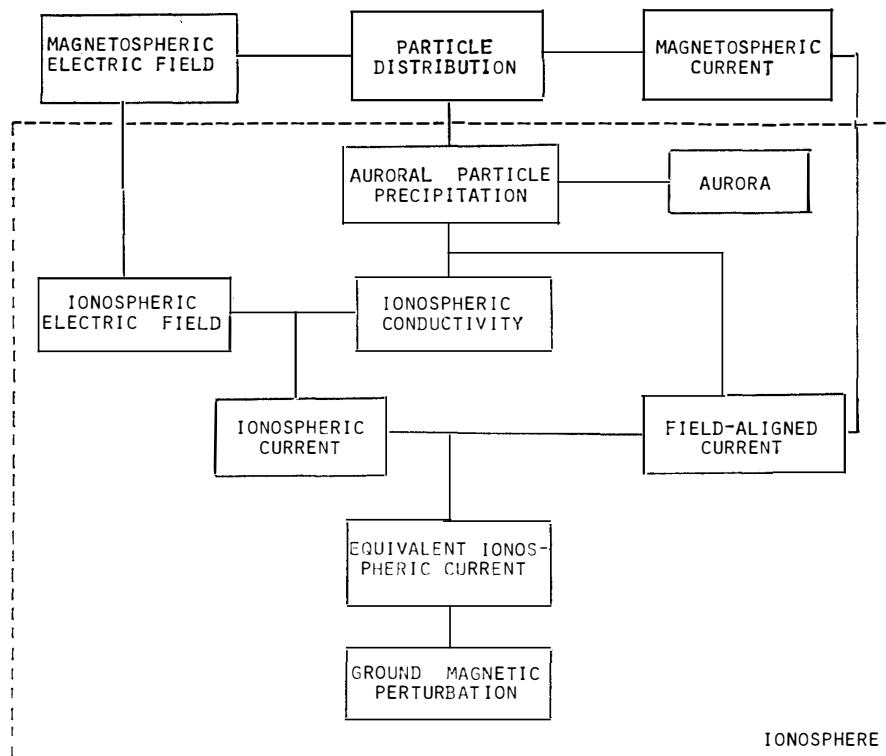 MAGNETOSPHERIC
ELECTRIC FIELD
PARTICLE
DISTRIBUTION
MAGNETOSPHERIC
CURRENT
AURORAL PARTICLE
PRECIPITATION
AURORA
IONOSPHERIC
ELECTRIC FIELD
IONOSPHERIC
CONDUCTIVITY
IONOSPHERIC
CURRENT
FIELD-ALIGNED
CURRENT
EQUIVALENT IONOS-
PHERIC CURRENT
GROUND MAGNETIC
PERTURBATION
IONOSPHERE